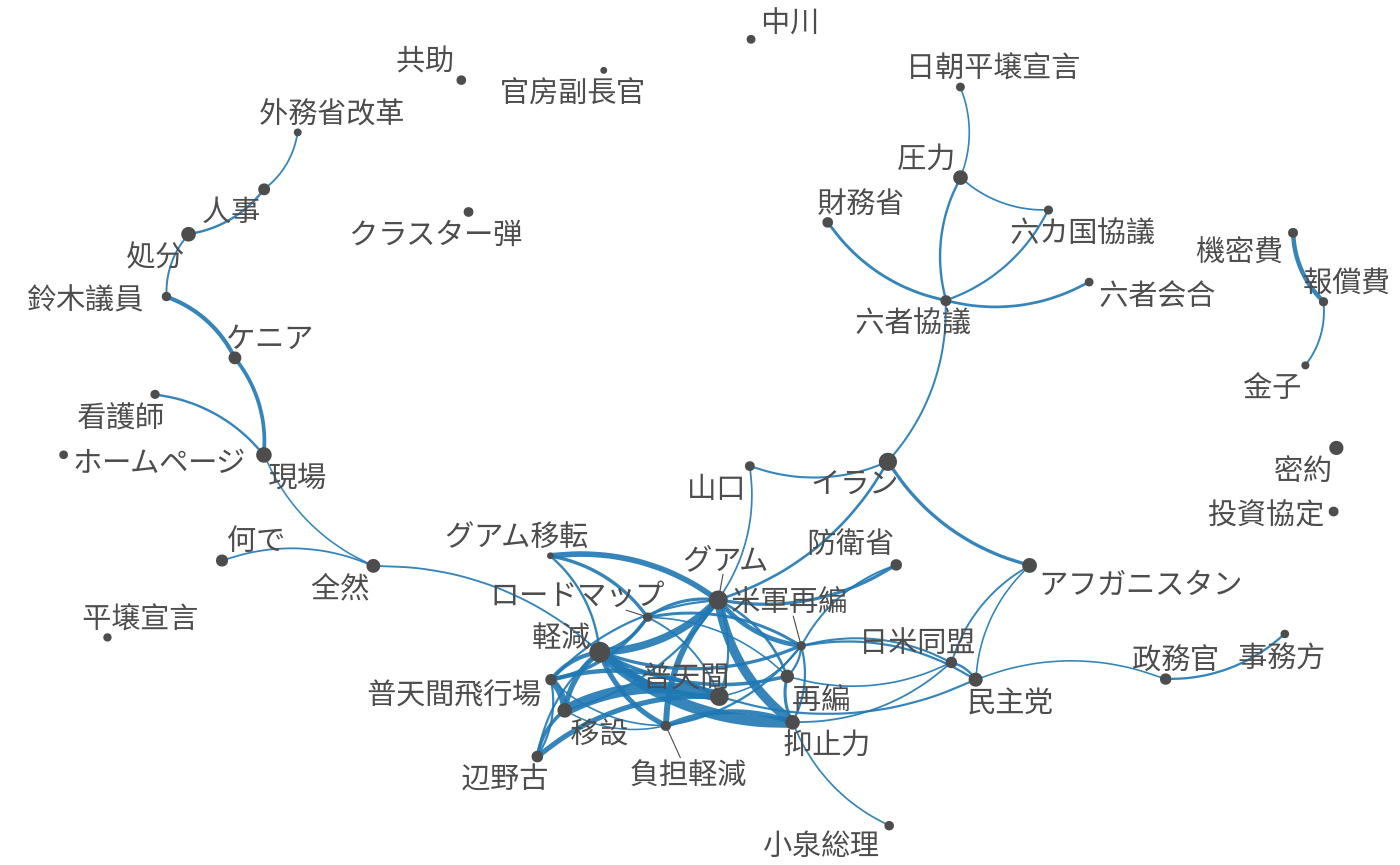 中川
共助
日朝平壌宣言
官房副長官
外務省改革
圧力
財務省
人事
クラスター弾
六カ国協議
処分
機密費
報償費
鈴木議員
六者会合
六者協議
ケニア
金子
看護師
ホームページ
現場
密約
山口
イラン
投資協定
グアム移転
何で
防衛省
グアム
全然
アフガニスタン
ロードマップ
米軍再編
平壌宣言
軽減
日米同盟
政務官
事務方
普天間
普天間飛行場
再編
民主党
移設
抑止力
辺野古
負担軽減
小泉総理